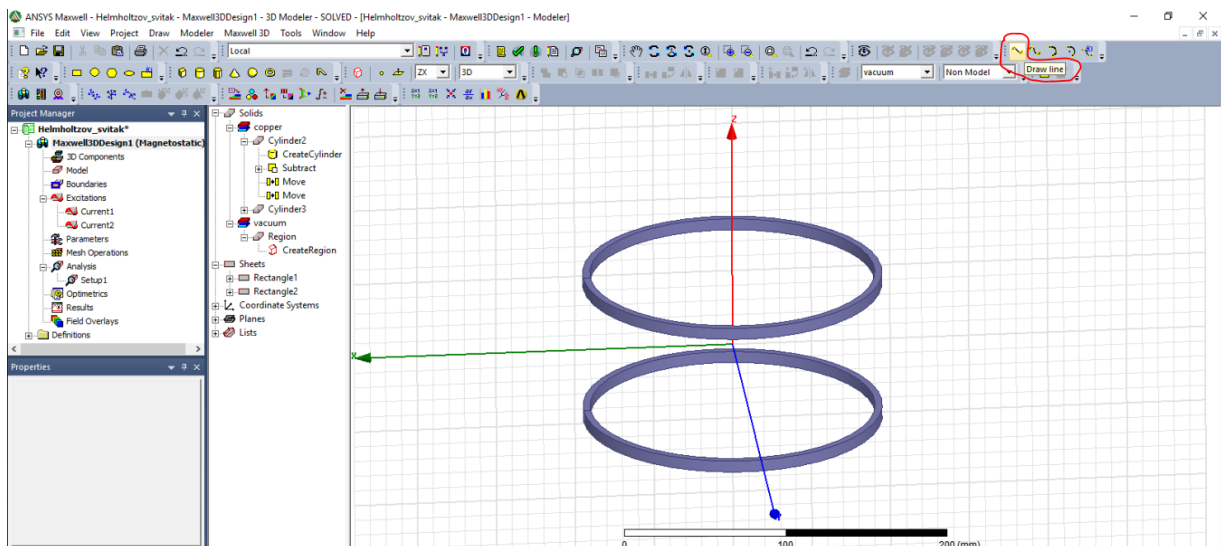 ANSYS Maxwell - Helmholtzov_svitak - Maxwell3DDesign1 - 3D Modeler - SOLVED - [Helmholtzov_svitak - Maxwell3DDesign1 - Modeler]
File Edit View Project Draw Modeler Maxwell 3D Tools Window Help
Local
ZX 3D vacuum Non Model
Draw line
Project Manager
Helmholtzov_svitak*
Maxwell3DDesign1 (Magnetostatic)
3D Components
Model
Boundaries
Excitations
Current1
Current2
Parameters
Mesh Operations
Analysis
Setup1
Optimetrics
Results
Field Overlays
Definitions
Properties
Solids
copper
Cylinder2
CreateCylinder
Subtract
Move
Move
Cylinder3
vacuum
Region
CreateRegion
Sheets
Rectangle1
Rectangle2
Coordinate Systems
Planes
Lists
Z
X
0 100 200 (mm)